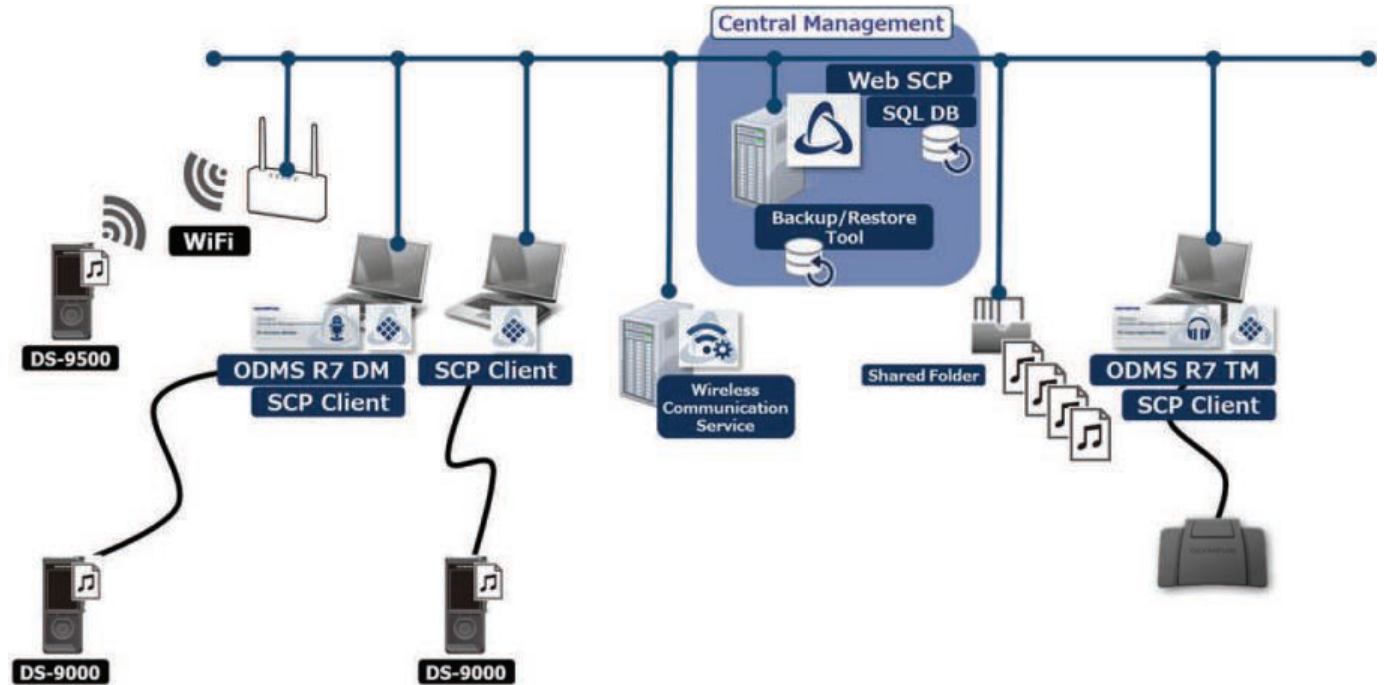 Central Management
Web SCP
SQL DB
Backup/Restore
Tool
WiFi
DS-9500
ODMS R7 DM
SCP Client
SCP Client
Wireless
Communication
Service
Shared Folder
ODMS R7 TM
SCP Client
OLYMPUS
DS-9000
DS-9000